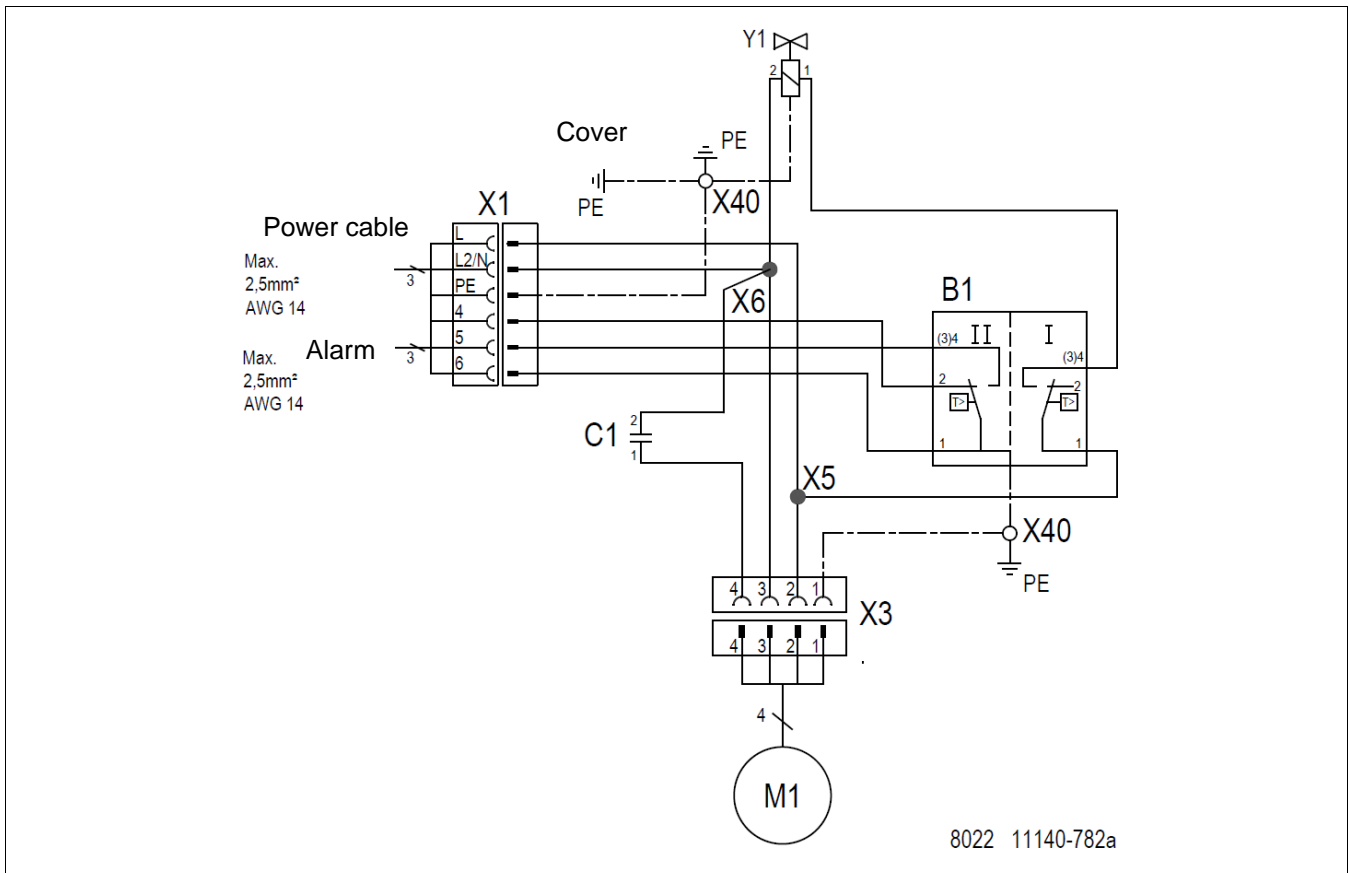 Y1
2 1
Cover
PE
PE
X40
X1
Power cable
Max.
2,5mm²
AWG 14
3
L
L2/N
PE
4
5
6
Alarm
3
Max.
2,5mm²
AWG 14
X6
B1
(3)4 II I
(3)4
2
2
T>
T>
1
1
C1
2
1
X5
X40
PE
4 3 2 1
X3
4 3 2 1
4
M1
8022 11140-782a